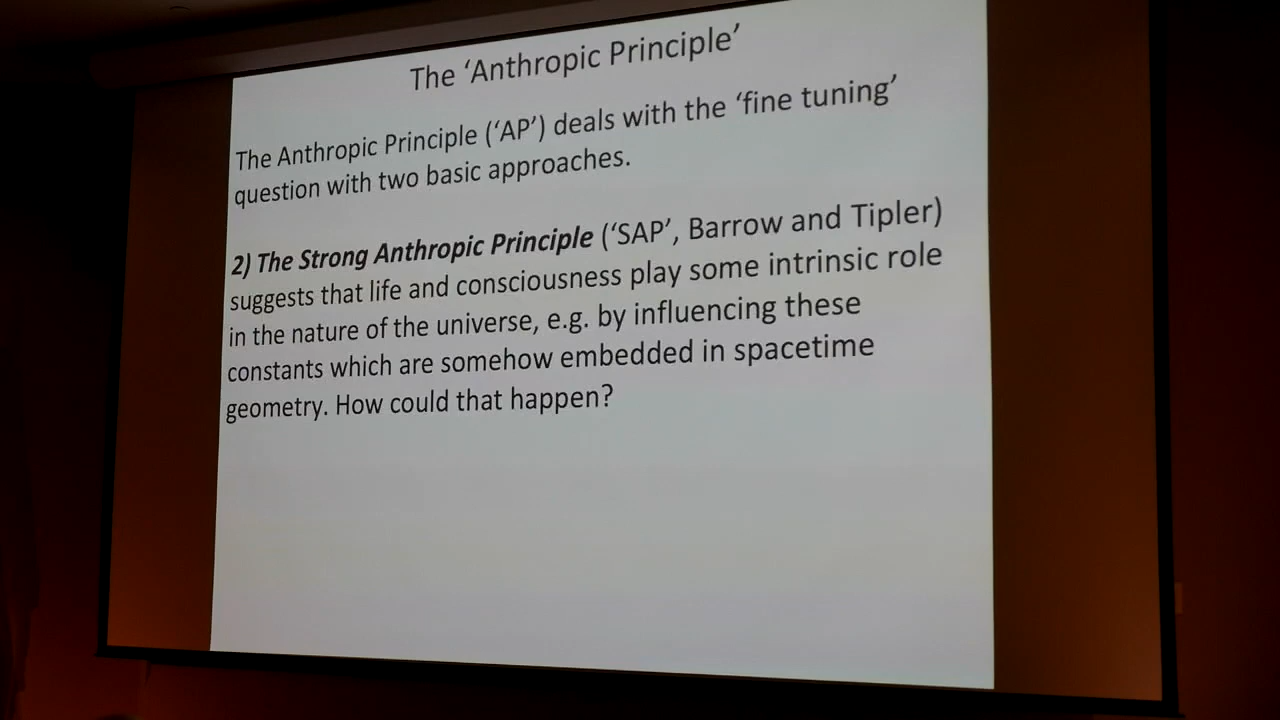 The ‘Anthropic Principle’
The Anthropic Principle (‘AP’) deals with the ‘fine tuning’
question with two basic approaches.
2) The Strong Anthropic Principle (‘SAP’, Barrow and Tipler)
suggests that life and consciousness play some intrinsic role
in the nature of the universe, e.g. by influencing these
constants which are somehow embedded in spacetime
geometry. How could that happen?